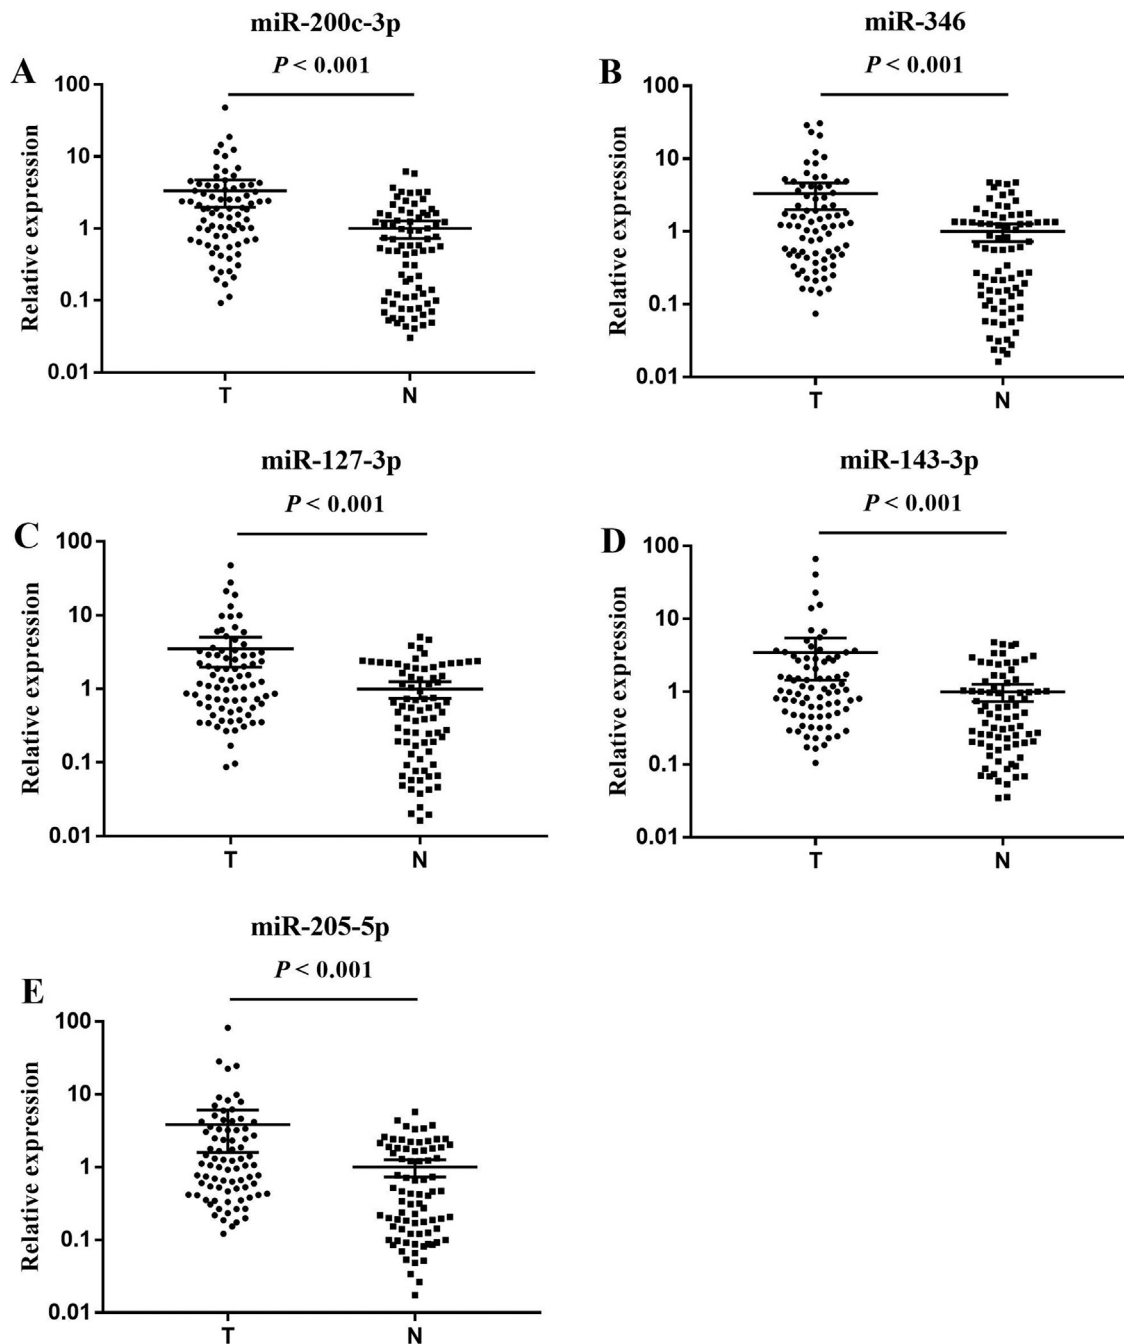 miR-200c-3p
P < 0.001
A
Relative expression
100
10
1
0.1
0.01
T N
miR-346
P < 0.001
B
Relative expression
100
10
1
0.1
0.01
T N
miR-127-3p
P < 0.001
C
Relative expression
100
10
1
0.1
0.01
T N
miR-143-3p
P < 0.001
D
Relative expression
100
10
1
0.1
0.01
T N
miR-205-5p
P < 0.001
E
Relative expression
100
10
1
0.1
0.01
T N